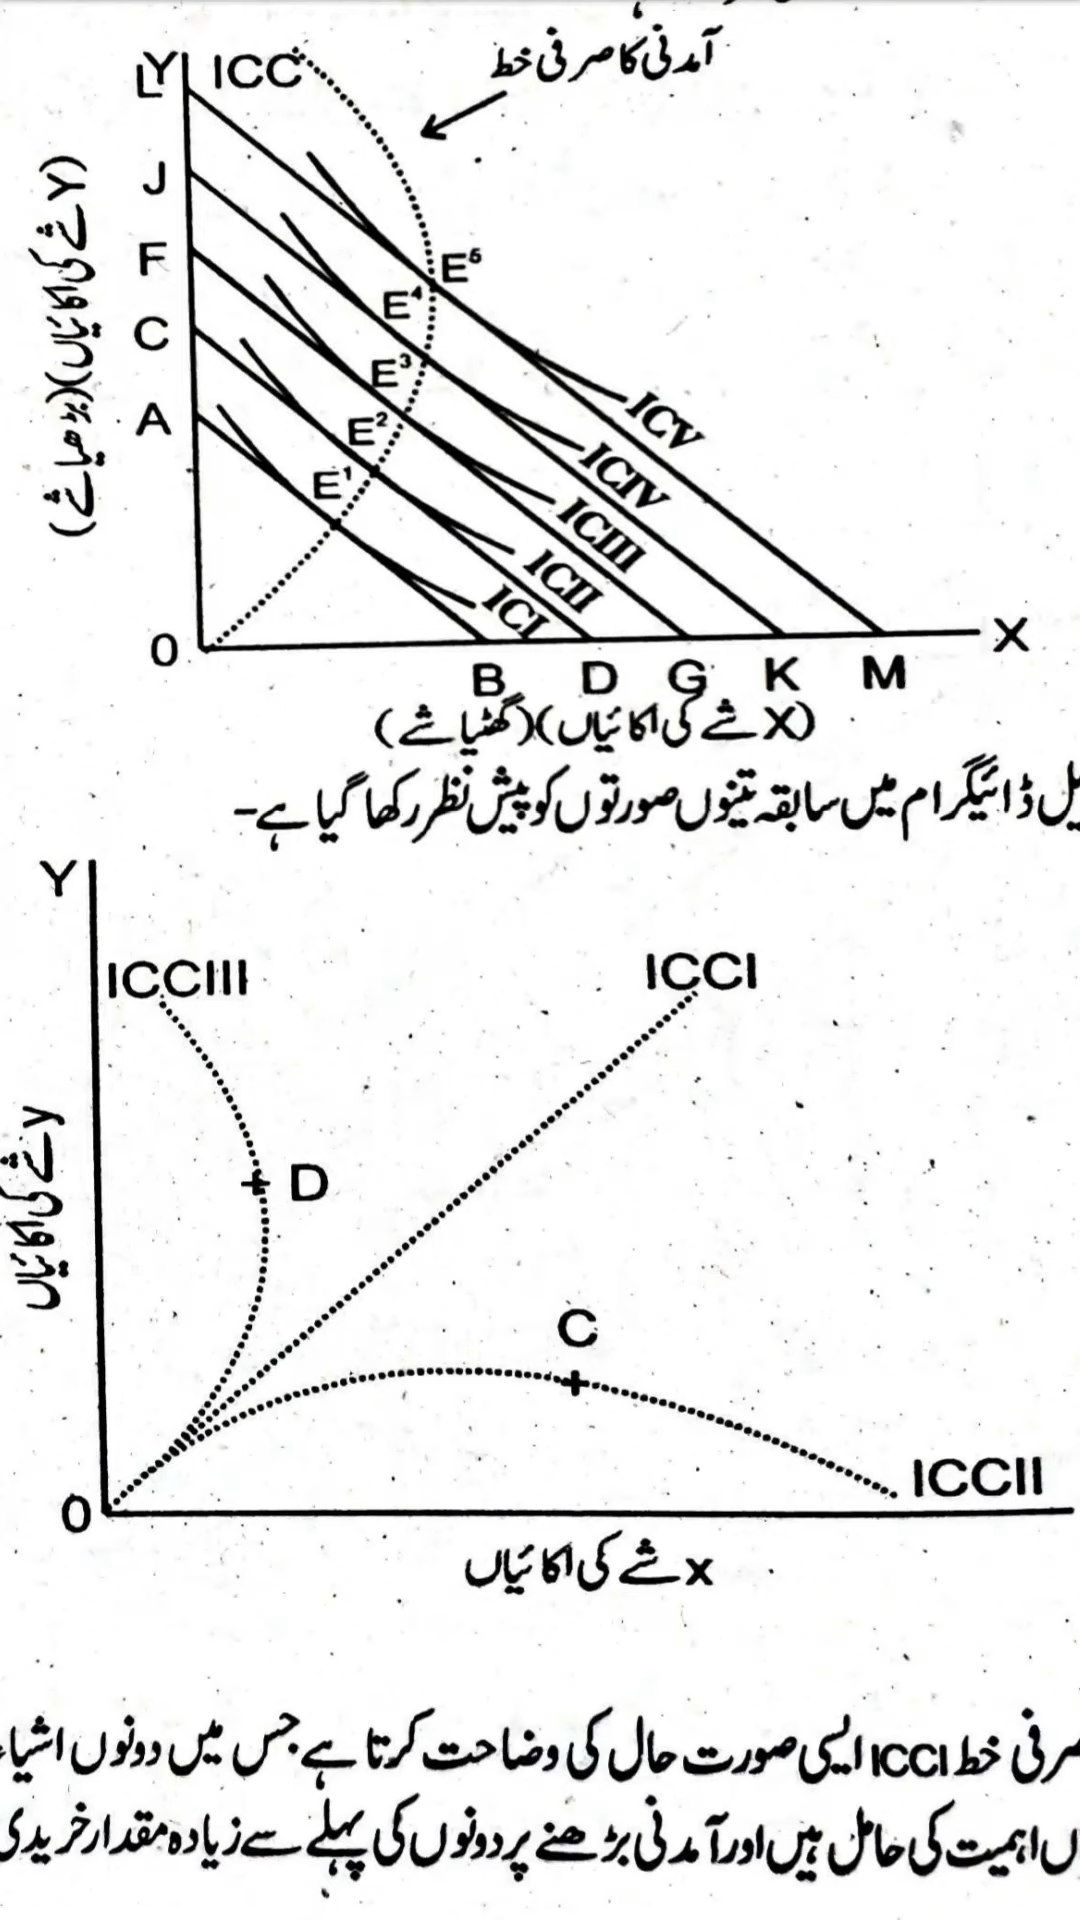 آمدنی کا صرفی خط
LY ICC
J
F
C
A
E⁵
E⁴
E³
E²
E¹
ICV
ICIV
ICIII
ICII
ICI
Y شے کی اکائیاں)(بڑھیا شے)
0 X
B D G K M
(X شے کی اکائیاں)(گھٹیا شے)
ڈائیگرام میں سابقہ تینوں صورتوں کو پیش نظر رکھا گیا ہے۔
Y
ICCIII ICCI
D
C
ICCII
y شے کی اکائیاں
0
x شے کی اکائیاں
خط ICCI ایسی صورت حال کی وضاحت کرتا ہے جس میں دونوں اشیاء
اہمیت کی حامل ہیں اور آمدنی بڑھنے پر دونوں کی پہلے سے زیادہ مقدار خریدی